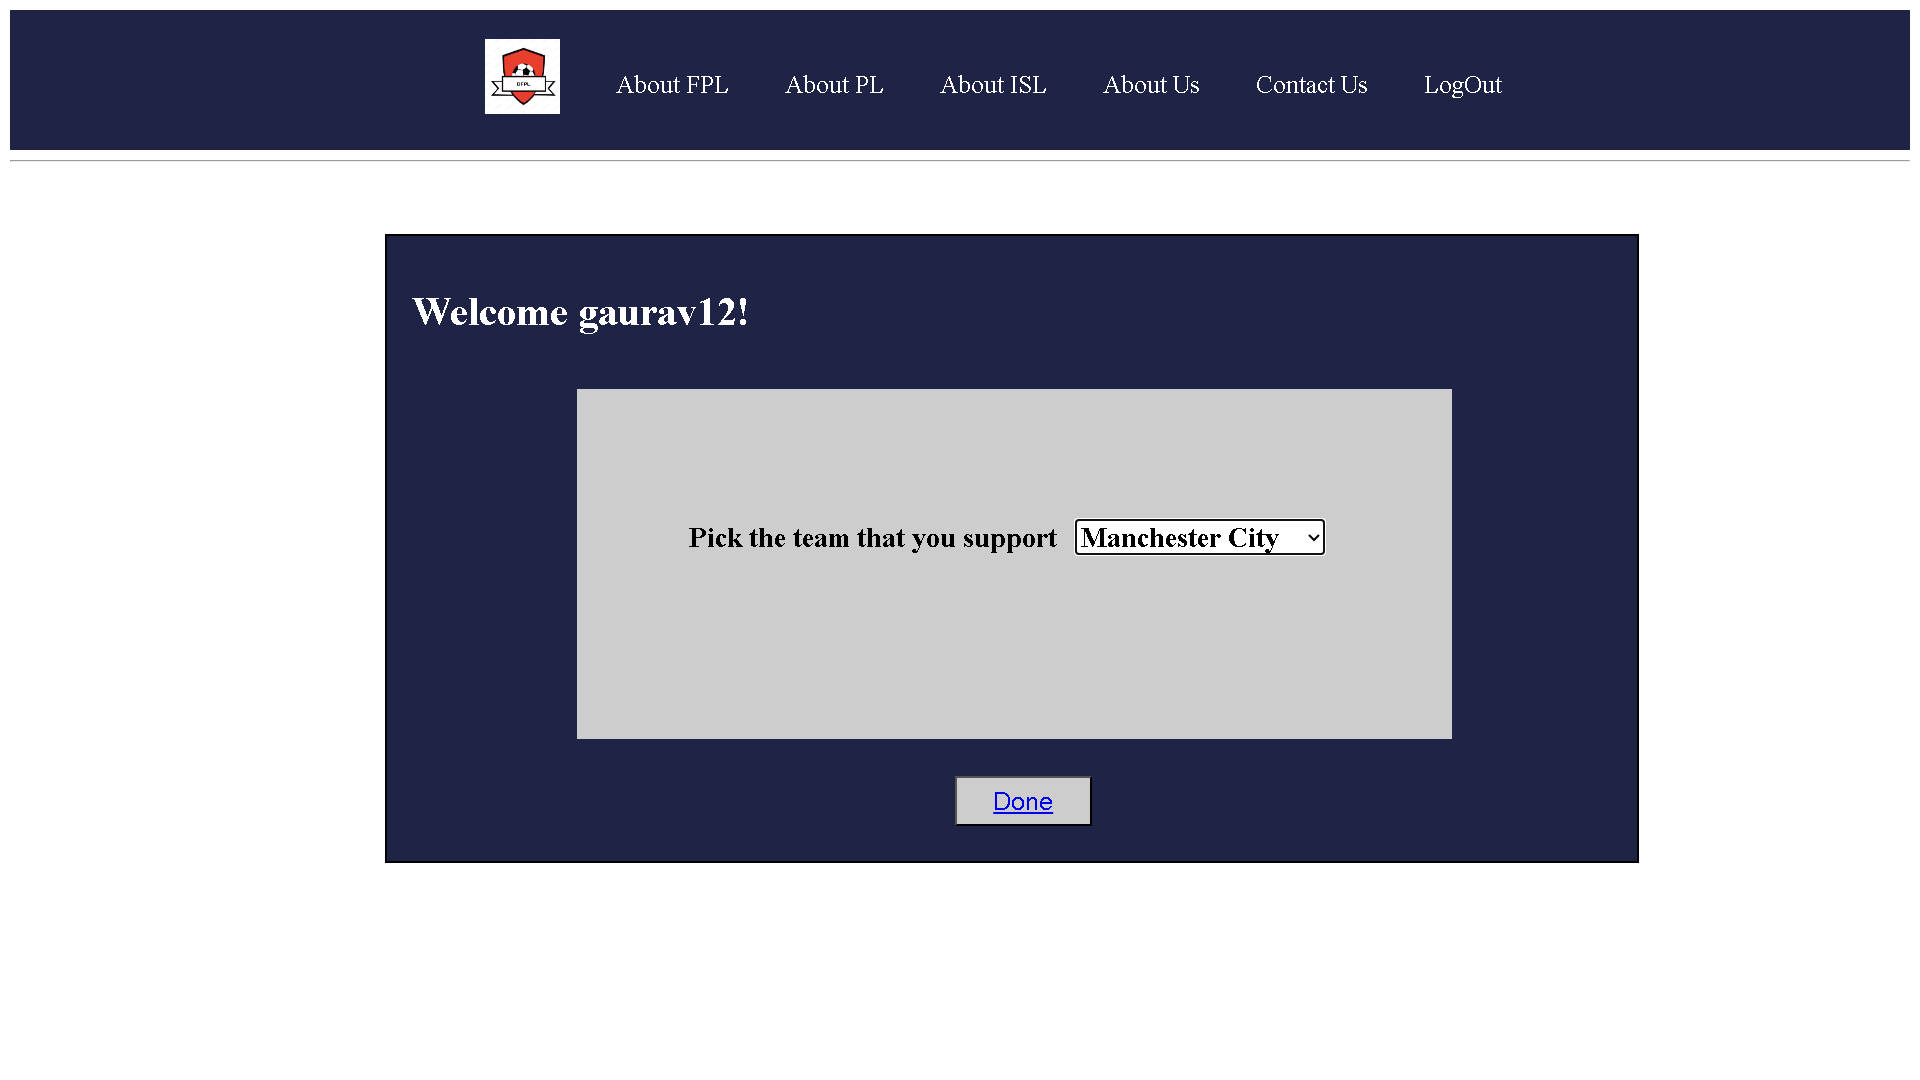 About FPL About PL About ISL About Us Contact Us LogOut
Welcome gaurav12!
Pick the team that you support Manchester City
Done